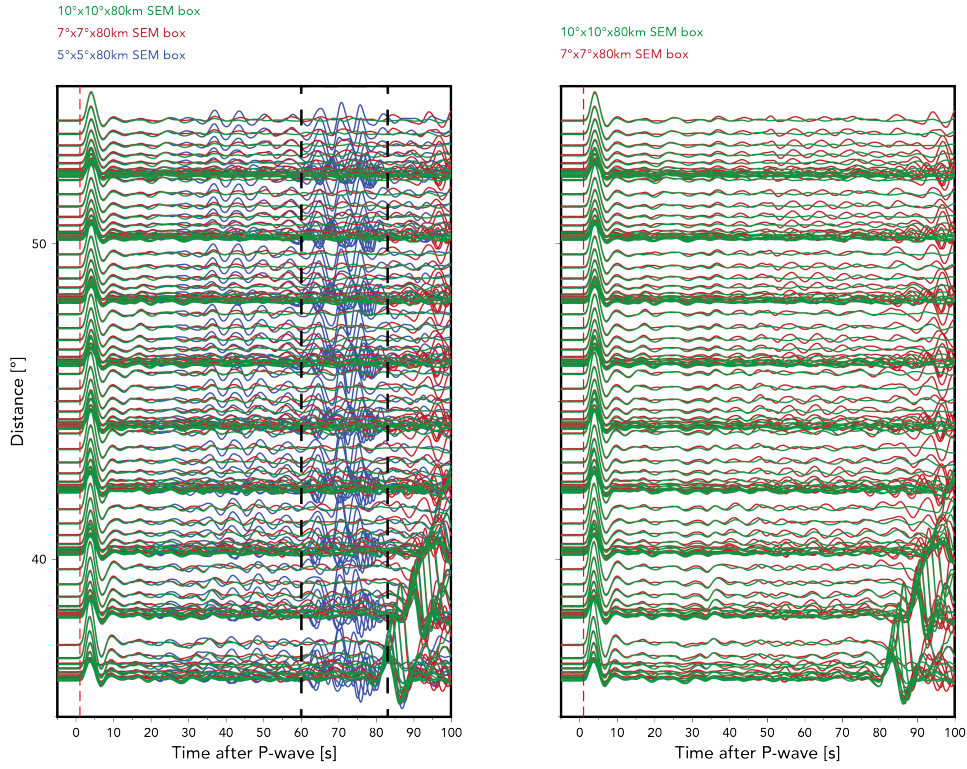 10°x10°x80km SEM box
7°x7°x80km SEM box
5°x5°x80km SEM box
10°x10°x80km SEM box
7°x7°x80km SEM box
Distance [°]
50
40
0 10 20 30 40 50 60 70 80 90 100
Time after P-wave [s]
0 10 20 30 40 50 60 70 80 90 100
Time after P-wave [s]